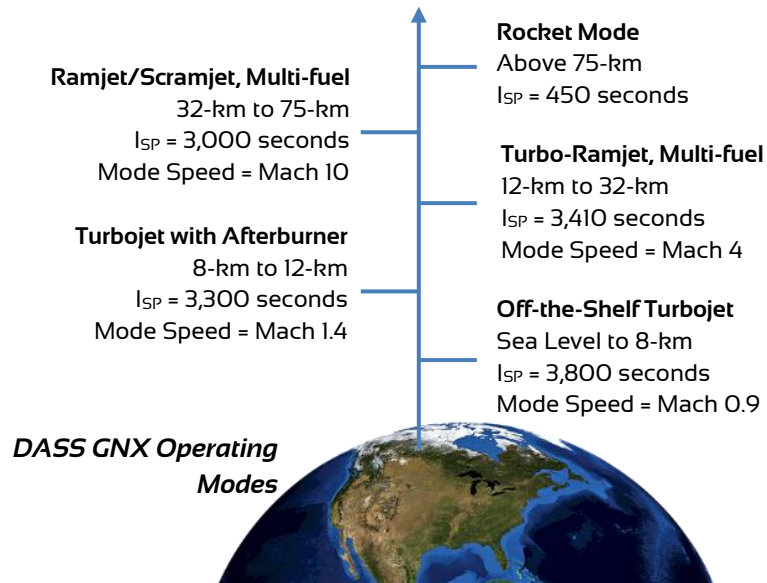 Rocket Mode
Above 75-km
ISP = 450 seconds
Ramjet/Scramjet, Multi-fuel
32-km to 75-km
ISP = 3,000 seconds
Mode Speed = Mach 10
Turbo-Ramjet, Multi-fuel
12-km to 32-km
ISP = 3,410 seconds
Mode Speed = Mach 4
Turbojet with Afterburner
8-km to 12-km
ISP = 3,300 seconds
Mode Speed = Mach 1.4
Off-the-Shelf Turbojet
Sea Level to 8-km
ISP = 3,800 seconds
Mode Speed = Mach 0.9
DASS GNX Operating
Modes